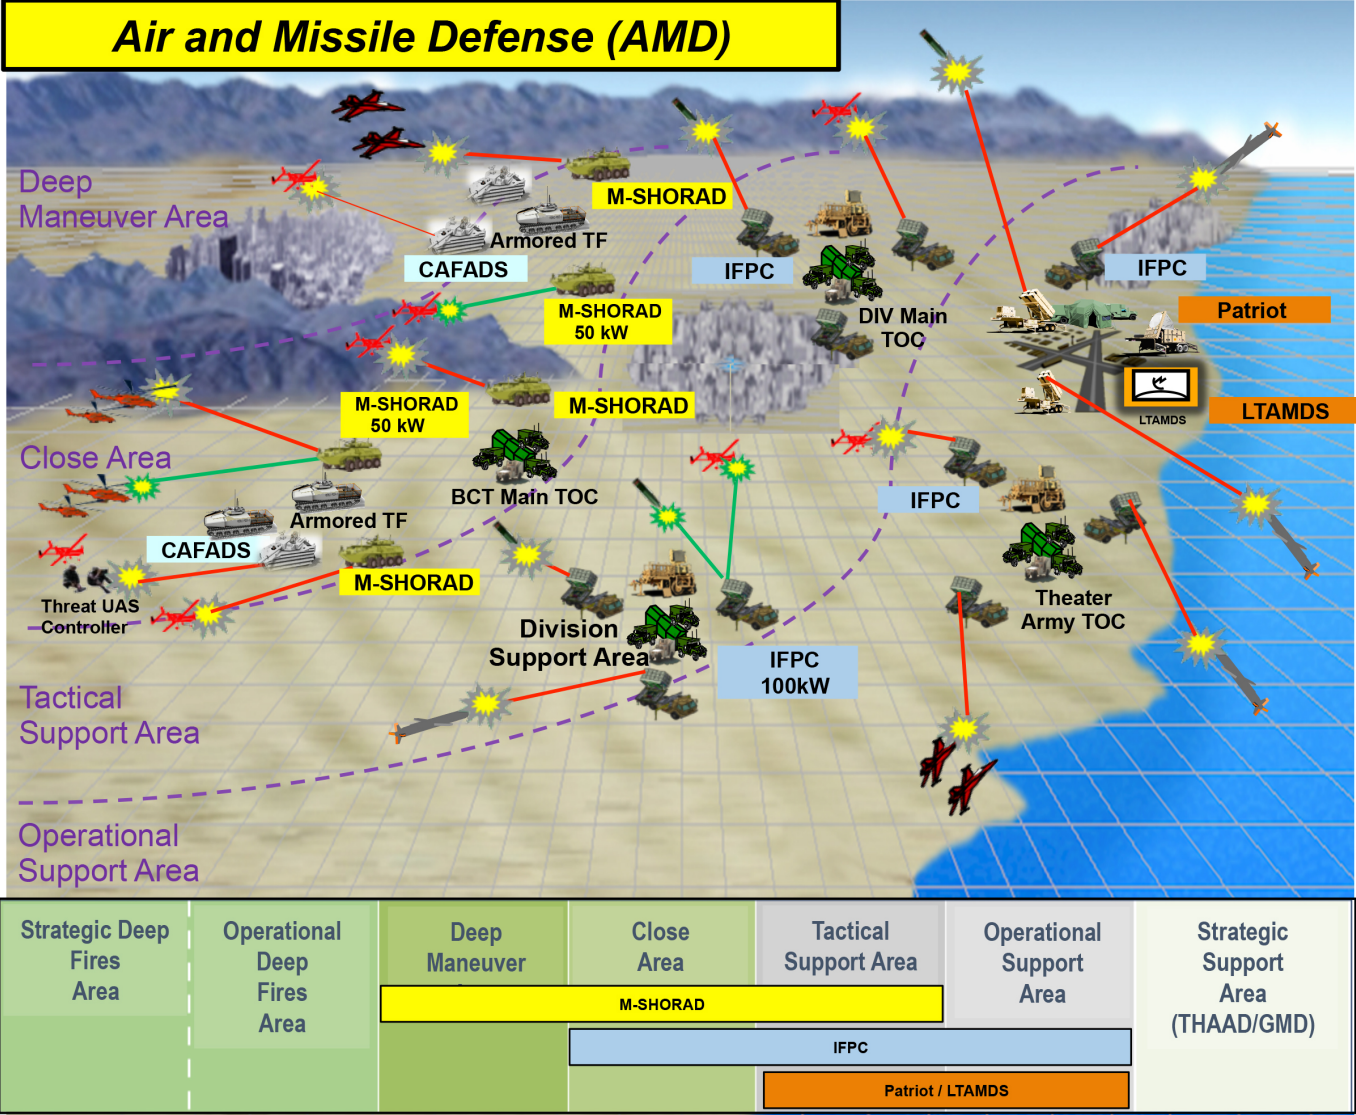 Air and Missile Defense (AMD)
Deep
Maneuver Area
M-SHORAD
Armored TF
CAFADS
IFPC
IFPC
M-SHORAD
50 kW
DIV Main
TOC
Patriot
LTAMDS
LTAMDS
M-SHORAD
50 kW
M-SHORAD
Close Area
BCT Main TOC
IFPC
Armored TF
CAFADS
M-SHORAD
Threat UAS
Controller
Theater
Army TOC
Division
Support Area
IFPC
100kW
Tactical
Support Area
Operational
Support Area
Strategic Deep
Fires
Area
Operational
Deep
Fires
Area
Deep
Maneuver
Close
Area
Tactical
Support Area
Operational
Support
Area
Strategic
Support
Area
(THAAD/GMD)
M-SHORAD
IFPC
Patriot / LTAMDS